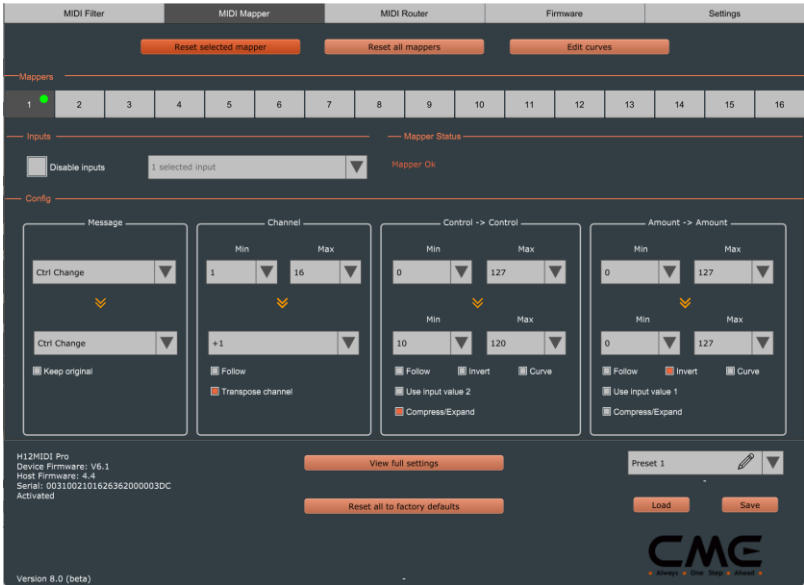 MIDI Filter MIDI Mapper MIDI Router Firmware Settings
Reset selected mapper Reset all mappers Edit curves
Mappers
1 2 3 4 5 6 7 8 9 10 11 12 13 14 15 16
Inputs Mapper Status
Disable inputs 1 selected input Mapper Ok
Config
Message Channel Control -> Control Amount -> Amount
Min Max Min Max Min Max
Ctrl Change 1 16 0 127 0 127
Min Max Min Max
Ctrl Change +1 10 120 0 127
Keep original Follow Follow Invert Curve Follow Invert Curve
Transpose channel Use input value 2 Use input value 1
Compress/Expand Compress/Expand
H12MIDI Pro
Device Firmware: V6.1
Host Firmware: 4.4
Serial: 0031002101626362000003DC
Activated
View full settings Preset 1
-
Reset all to factory defaults Load Save
CME
Always One Step Ahead
Version 8.0 (beta) -